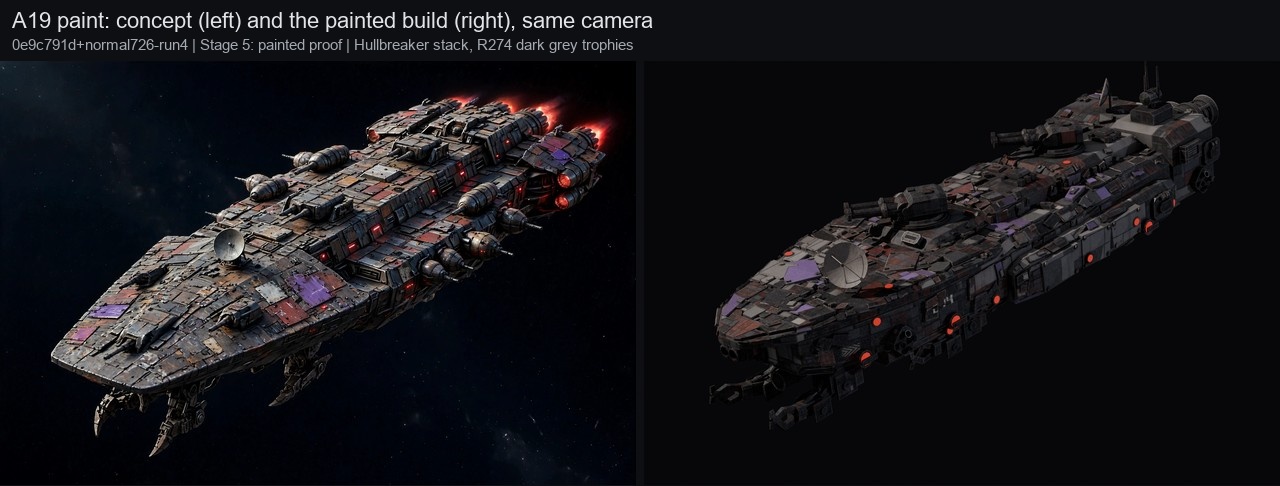 A19 paint: concept (left) and the painted build (right), same camera
0e9c791d+normal726-run4 | Stage 5: painted proof | Hullbreaker stack, R274 dark grey trophies